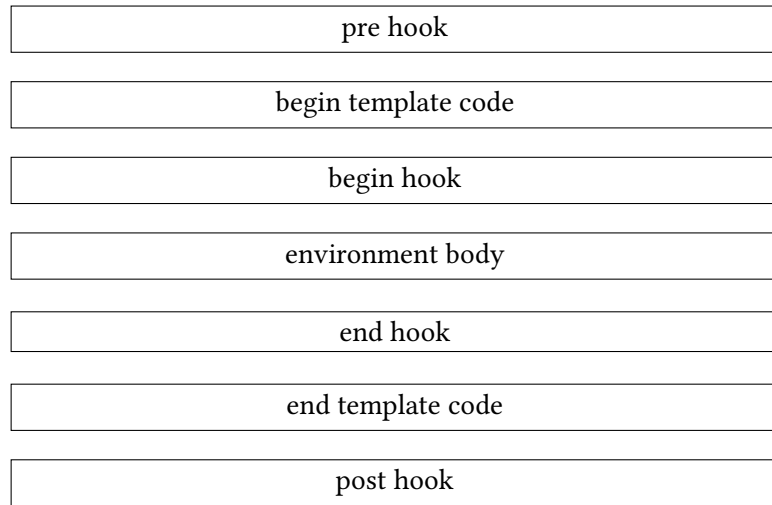 pre hook
begin template code
begin hook
environment body
end hook
end template code
post hook